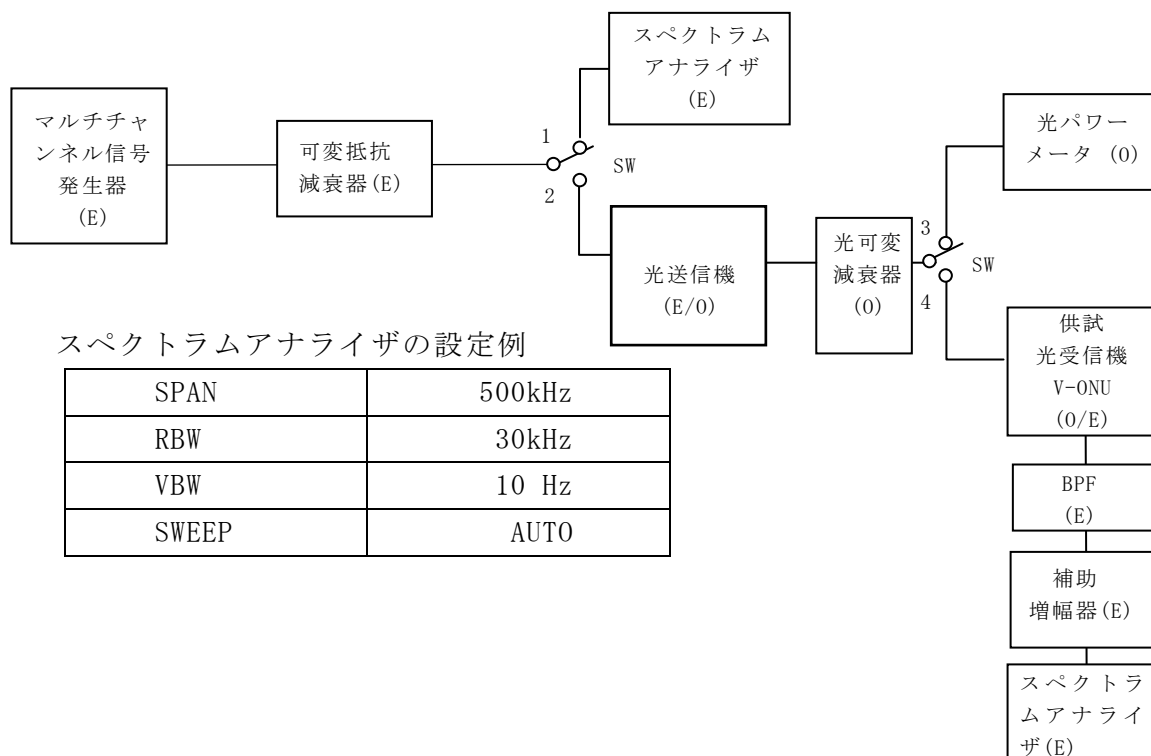 スペクトラム
アナライザ
(E)
マルチチャ
ンネル信号
発生器
(E)
可変抵抗
減衰器(E)
1
SW
2
光パワー
メータ (O)
光送信機
(E/O)
光可変
減衰器
(O)
3
SW
4
供試
光受信機
V-ONU
(O/E)
BPF
(E)
補助
増幅器(E)
スペクトラ
ムアナライ
ザ(E)
スペクトラムアナライザの設定例
SPAN 500kHz
RBW 30kHz
VBW 10 Hz
SWEEP AUTO